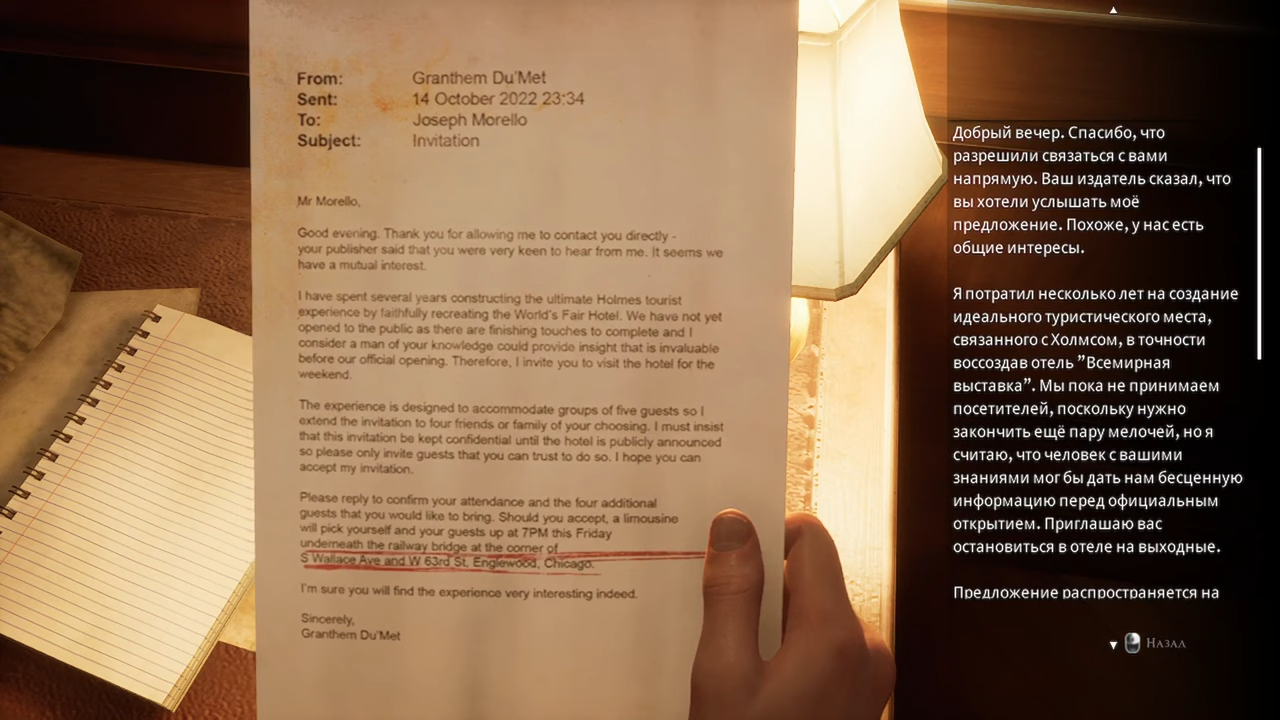 From: Granthem Du'Met
Sent: 14 October 2022 23:34
To: Joseph Morello
Subject: Invitation
Mr Morello,
Good evening. Thank you for allowing me to contact you directly -
your publisher said that you were very keen to hear from me. It seems we
have a mutual interest.
I have spent several years constructing the ultimate Holmes tourist
experience by faithfully recreating the World's Fair Hotel. We have not yet
opened to the public as there are finishing touches to complete and I
consider a man of your knowledge could provide insight that is invaluable
before our official opening. Therefore, I invite you to visit the hotel for the
weekend.
The experience is designed to accommodate groups of five guests so I
extend the invitation to four friends or family of your choosing. I must insist
that this invitation be kept confidential until the hotel is publicly announced
so please only invite guests that you can trust to do so. I hope you can
accept my invitation.
Please reply to confirm your attendance and the four additional
guests that you would like to bring. Should you accept, a limousine
will pick yourself and your guests up at 7PM this Friday
underneath the railway bridge at the corner of
S Wallace Ave and W 63rd St, Englewood, Chicago.
I'm sure you will find the experience very interesting indeed.
Sincerely,
Granthem Du'Met
Добрый вечер. Спасибо, что
разрешили связаться с вами
напрямую. Ваш издатель сказал, что
вы хотели услышать моё
предложение. Похоже, у нас есть
общие интересы.
Я потратил несколько лет на создание
идеального туристического места,
связанного с Холмсом, в точности
воссоздав отель "Всемирная
выставка". Мы пока не принимаем
посетителей, поскольку нужно
закончить ещё пару мелочей, но я
считаю, что человек с вашими
знаниями мог бы дать нам бесценную
информацию перед официальным
открытием. Приглашаю вас
остановиться в отеле на выходные.
Предложение распространяется на
Назад